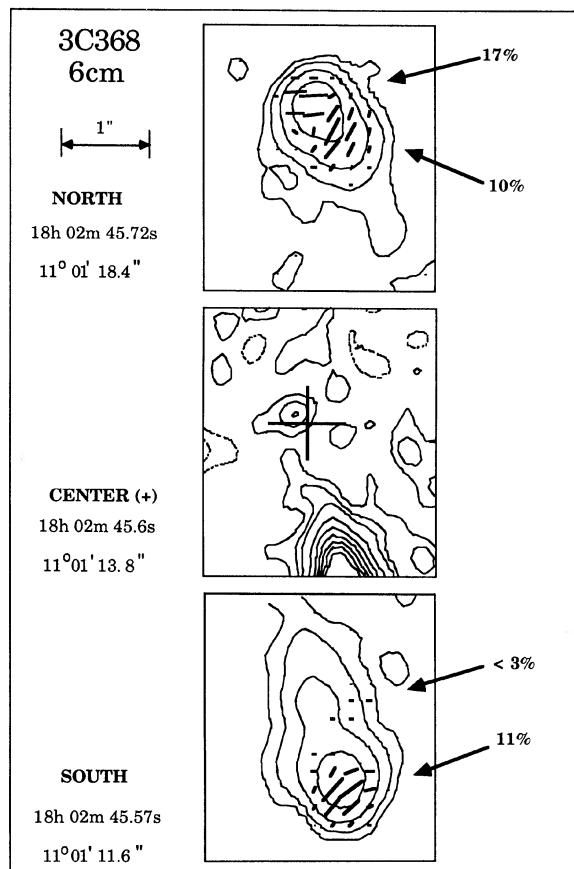 3C368
6cm
1"
NORTH
18h 02m 45.72s
11° 01' 18.4"
17%
10%
CENTER (+)
18h 02m 45.6s
11° 01' 13.8"
SOUTH
18h 02m 45.57s
11° 01' 11.6"
< 3%
11%